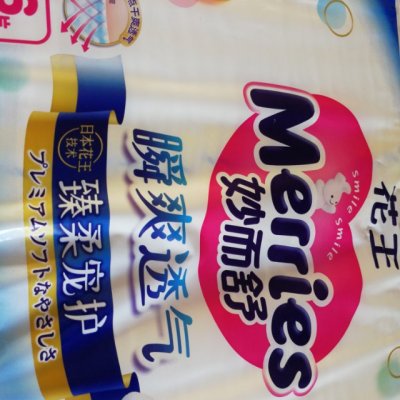 花王
smile smile
Merries
妙而舒
瞬爽透气
日本花王
技术
臻柔宠护
プレミアムソフトなやさしさ